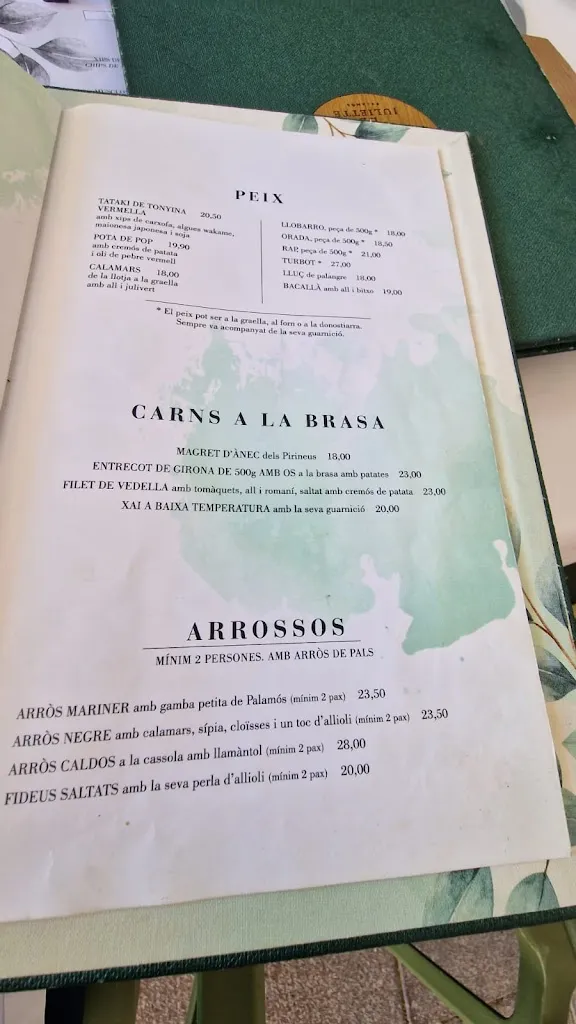 JULIETTE
PEIX
TATAKI DE TONYINA
VERMELLA 20,50
amb xips de carxofa, algues wakame,
maionesa japonesa i soja
POTA DE POP 19,90
amb cremós de patata
i oli de pebre vermell
CALAMARS 18,00
de la llotja a la graella
amb all i julivert
LLOBARRO, peça de 500g * 18,00
ORADA, peça de 500g * 18,50
RAP, peça de 500g * 21,00
TURBOT * 27,00
LLUÇ de palangre 18,00
BACALLÀ amb all i bitxo 19,00
* El peix pot ser a la graella, al forn o a la donostiarra.
Sempre va acompanyat de la seva guarnició.
CARNS A LA BRASA
MAGRET D'ÀNEC dels Pirineus 18,00
ENTRECOT DE GIRONA DE 500g AMB OS a la brasa amb patates 23,00
FILET DE VEDELLA amb tomàquets, all i romaní, saltat amb cremós de patata 23,00
XAI A BAIXA TEMPERATURA amb la seva guarnició 20,00
ARROSSOS
MÍNIM 2 PERSONES. AMB ARRÒS DE PALS
ARRÒS MARINER amb gamba petita de Palamós (mínim 2 pax) 23,50
ARRÒS NEGRE amb calamars, sípia, cloïsses i un toc d'allioli (mínim 2 pax) 23,50
ARRÒS CALDOS a la cassola amb llamàntol (mínim 2 pax) 28,00
FIDEUS SALTATS amb la seva perla d'allioli (mínim 2 pax) 20,00